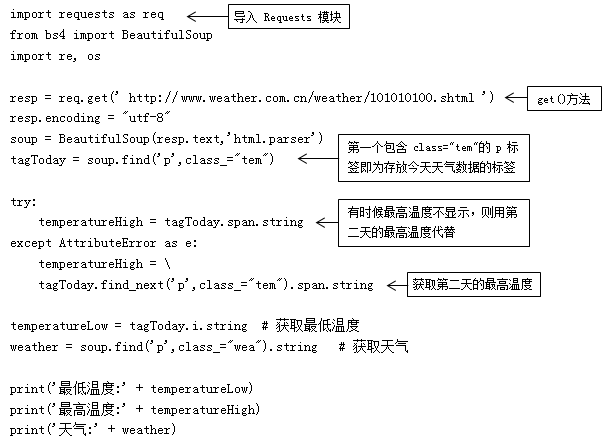 import requests as req
导入 Requests 模块
from bs4 import BeautifulSoup
import re, os
resp = req.get(' http://www.weather.com.cn/weather/101010100.shtml ')
get()方法
resp.encoding = "utf-8"
soup = BeautifulSoup(resp.text,'html.parser')
tagToday = soup.find('p',class_="tem")
第一个包含 class="tem"的 p 标
签即为存放今天天气数据的标签
try:
    temperatureHigh = tagToday.span.string
有时候最高温度不显示，则用第
二天的最高温度代替
except AttributeError as e:
    temperatureHigh = \
    tagToday.find_next('p',class_="tem").span.string
获取第二天的最高温度
temperatureLow = tagToday.i.string  # 获取最低温度
weather = soup.find('p',class_="wea").string   # 获取天气
print('最低温度:' + temperatureLow)
print('最高温度:' + temperatureHigh)
print('天气:' + weather)